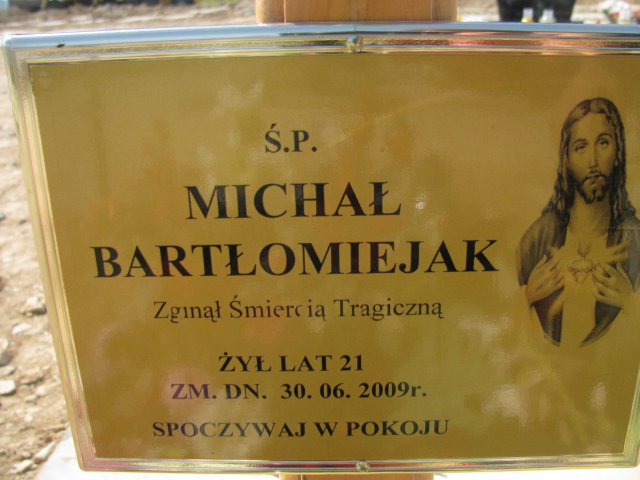 Ś.P.
MICHAŁ
BARTŁOMIEJAK
Zginął Śmiercią Tragiczną
ŻYŁ LAT 21
ZM. DN. 30. 06. 2009r.
SPOCZYWAJ W POKOJU